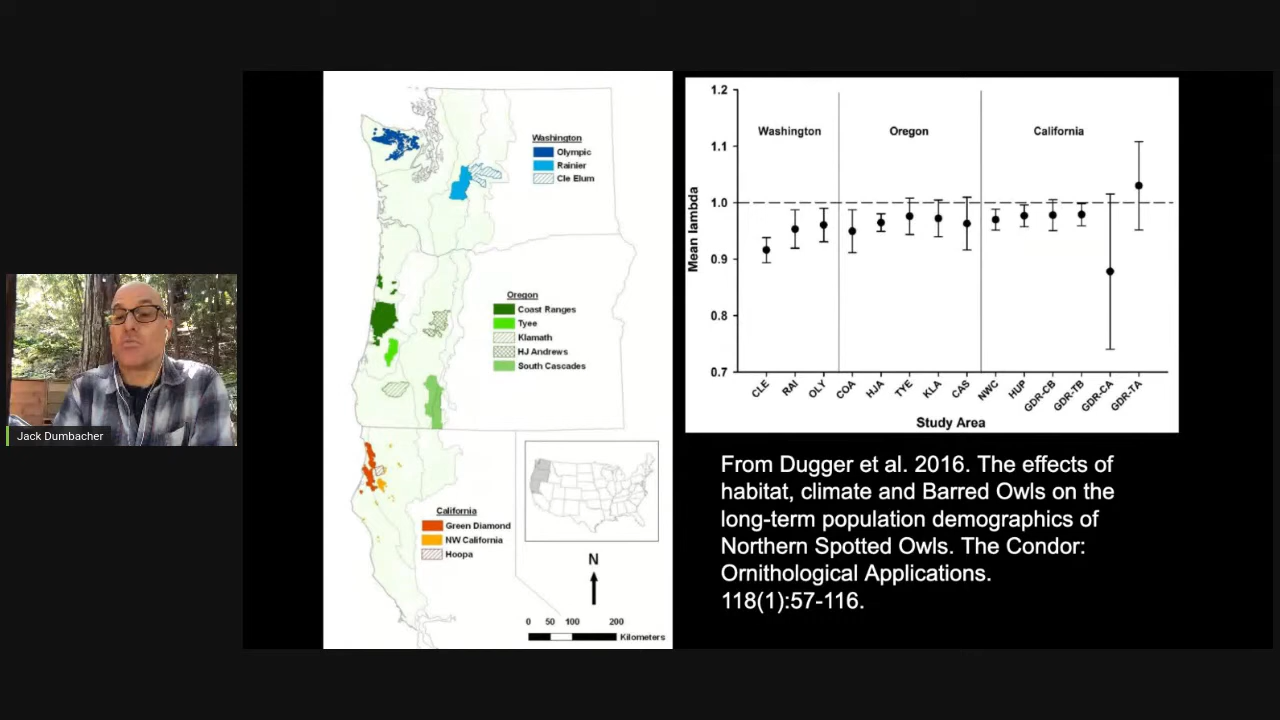 Jack Dumbacher
Washington
Olympic
Rainier
Cle Elum
Oregon
Coast Ranges
Tyee
Klamath
HJ Andrews
South Cascades
California
Green Diamond
NW California
Hoopa
N
0 50 100 200
Kilometers
1.2
1.1
1.0
0.9
0.8
0.7
Mean lambda
Washington
Oregon
California
CLE
RAI
OLY
COA
HJA
TYE
KLA
CAS
NWC
HUP
GDR-CB
GDR-TB
GDR-CA
GDR-TA
Study Area
From Dugger et al. 2016. The effects of
habitat, climate and Barred Owls on the
long-term population demographics of
Northern Spotted Owls. The Condor:
Ornithological Applications.
118(1):57-116.